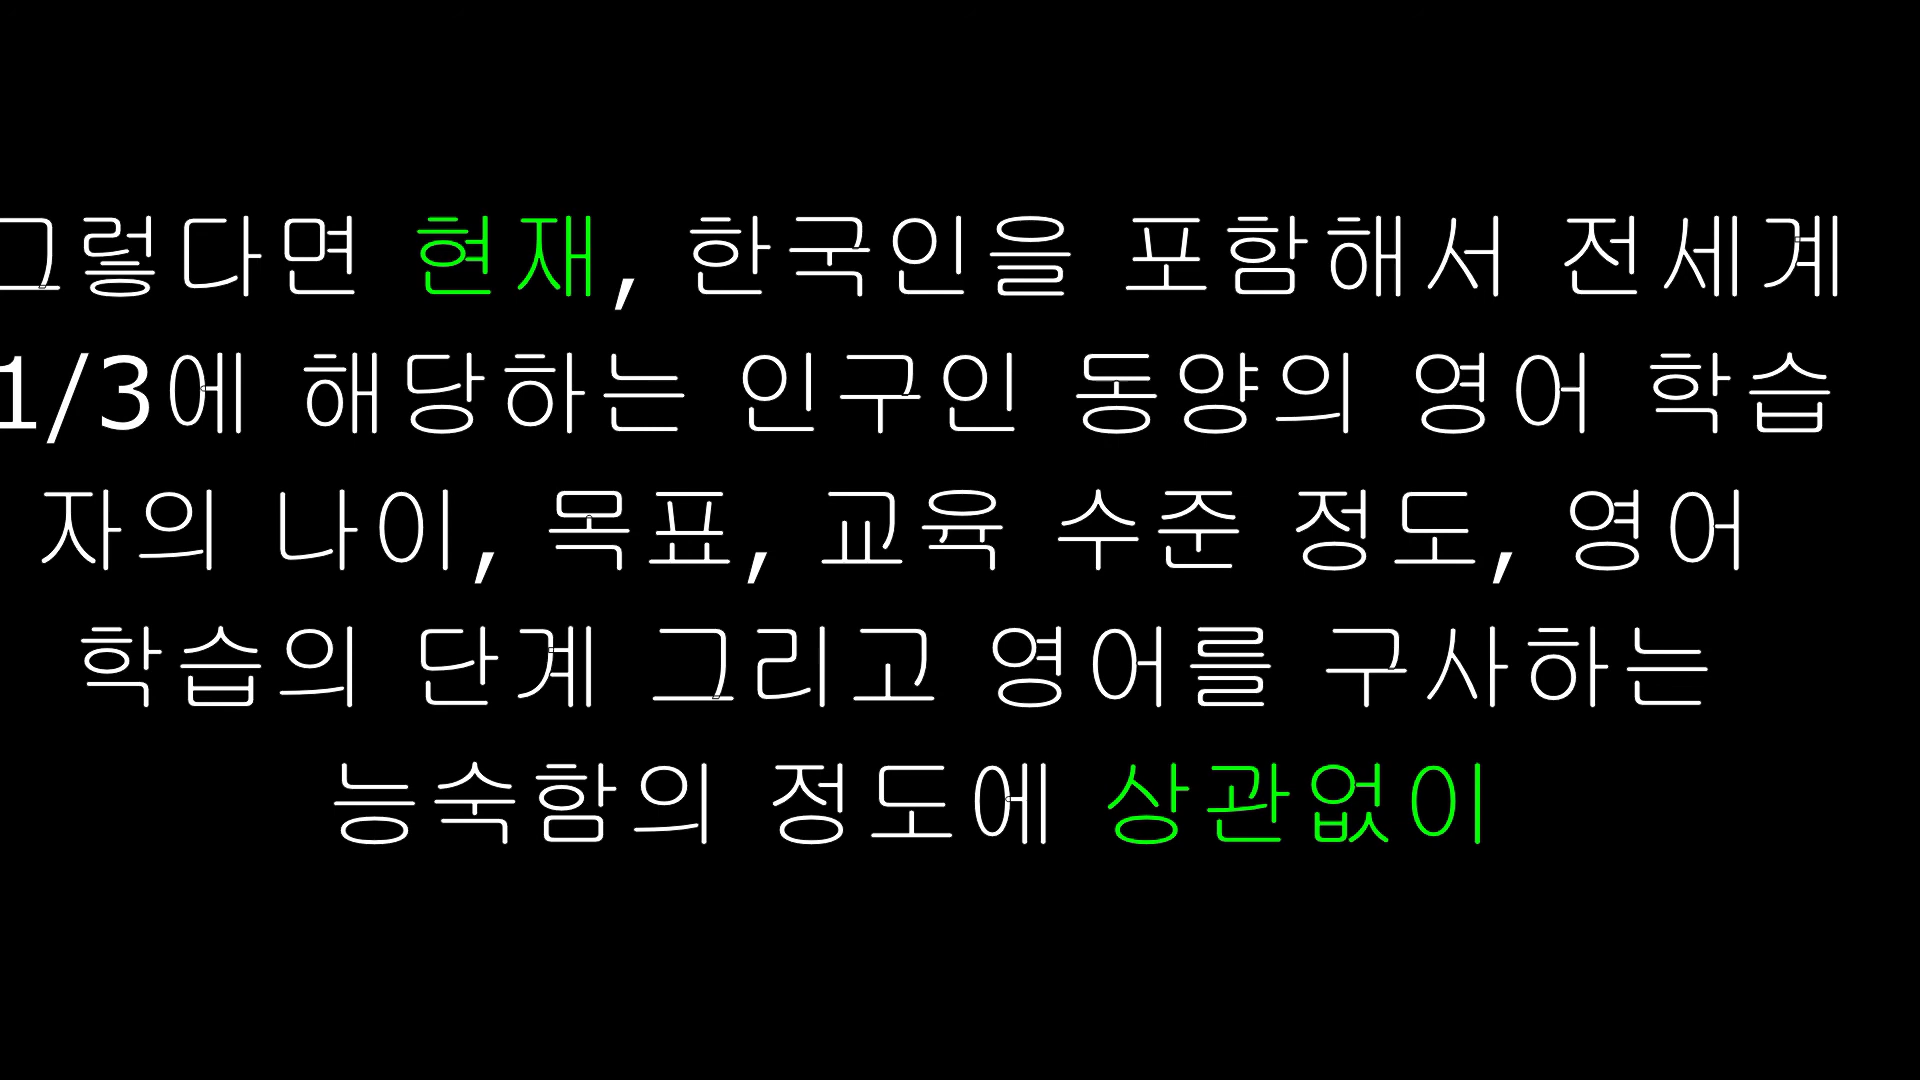 그렇다면 현재, 한국인을 포함해서 전세계
1/3에 해당하는 인구인 동양의 영어 학습
자의 나이, 목표, 교육 수준 정도, 영어
학습의 단계 그리고 영어를 구사하는
능숙함의 정도에 상관없이